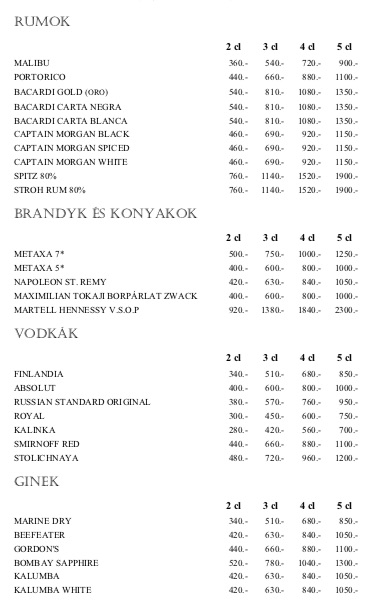 RUMOK
2 cl 3 cl 4 cl 5 cl
MALIBU 360.- 540.- 720.- 900.-
PORTORICO 440.- 660.- 880.- 1100.-
BACARDI GOLD (ORO) 540.- 810.- 1080.- 1350.-
BACARDI CARTA NEGRA 540.- 810.- 1080.- 1350.-
BACARDI CARTA BLANCA 540.- 810.- 1080.- 1350.-
CAPTAIN MORGAN BLACK 460.- 690.- 920.- 1150.-
CAPTAIN MORGAN SPICED 460.- 690.- 920.- 1150.-
CAPTAIN MORGAN WHITE 460.- 690.- 920.- 1150.-
SPITZ 80% 760.- 1140.- 1520.- 1900.-
STROH RUM 80% 760.- 1140.- 1520.- 1900.-
BRANDYK ÉS KONYAKOK
2 cl 3 cl 4 cl 5 cl
METAXA 7* 500.- 750.- 1000.- 1250.-
METAXA 5* 400.- 600.- 800.- 1000.-
NAPOLEON ST. REMY 420.- 630.- 840.- 1050.-
MAXIMILIAN TOKAJI BORPÁRLAT ZWACK 400.- 600.- 800.- 1000.-
MARTELL HENNESSY V.S.O.P 920.- 1380.- 1840.- 2300.-
VODKÁK
2 cl 3 cl 4 cl 5 cl
FINLANDIA 340.- 510.- 680.- 850.-
ABSOLUT 400.- 600.- 800.- 1000.-
RUSSIAN STANDARD ORIGINAL 380.- 570.- 760.- 950.-
ROYAL 300.- 450.- 600.- 750.-
KALINKA 280.- 420.- 560.- 700.-
SMIRNOFF RED 440.- 660.- 880.- 1100.-
STOLICHNAYA 480.- 720.- 960.- 1200.-
GINEK
2 cl 3 cl 4 cl 5 cl
MARINE DRY 340.- 510.- 680.- 850.-
BEEFEATER 420.- 630.- 840.- 1050.-
GORDON'S 440.- 660.- 880.- 1100.-
BOMBAY SAPPHIRE 520.- 780.- 1040.- 1300.-
KALUMBA 420.- 630.- 840.- 1050.-
KALUMBA WHITE 420.- 630.- 840.- 1050.-